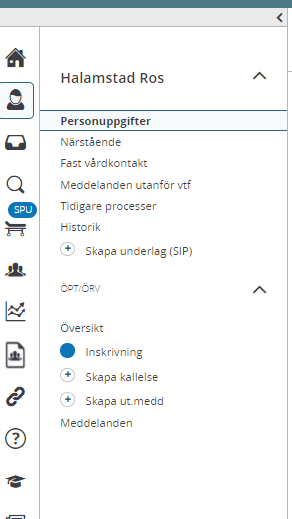 Halamstad Ros
Personuppgifter
Närstående
Fast vårdkontakt
Meddelanden utanför vtf
Tidigare processer
SPU
Historik
Skapa underlag (SIP)
ÖPT/ÖRV
Översikt
Inskrivning
Skapa kallelse
Skapa ut.medd
Meddelanden